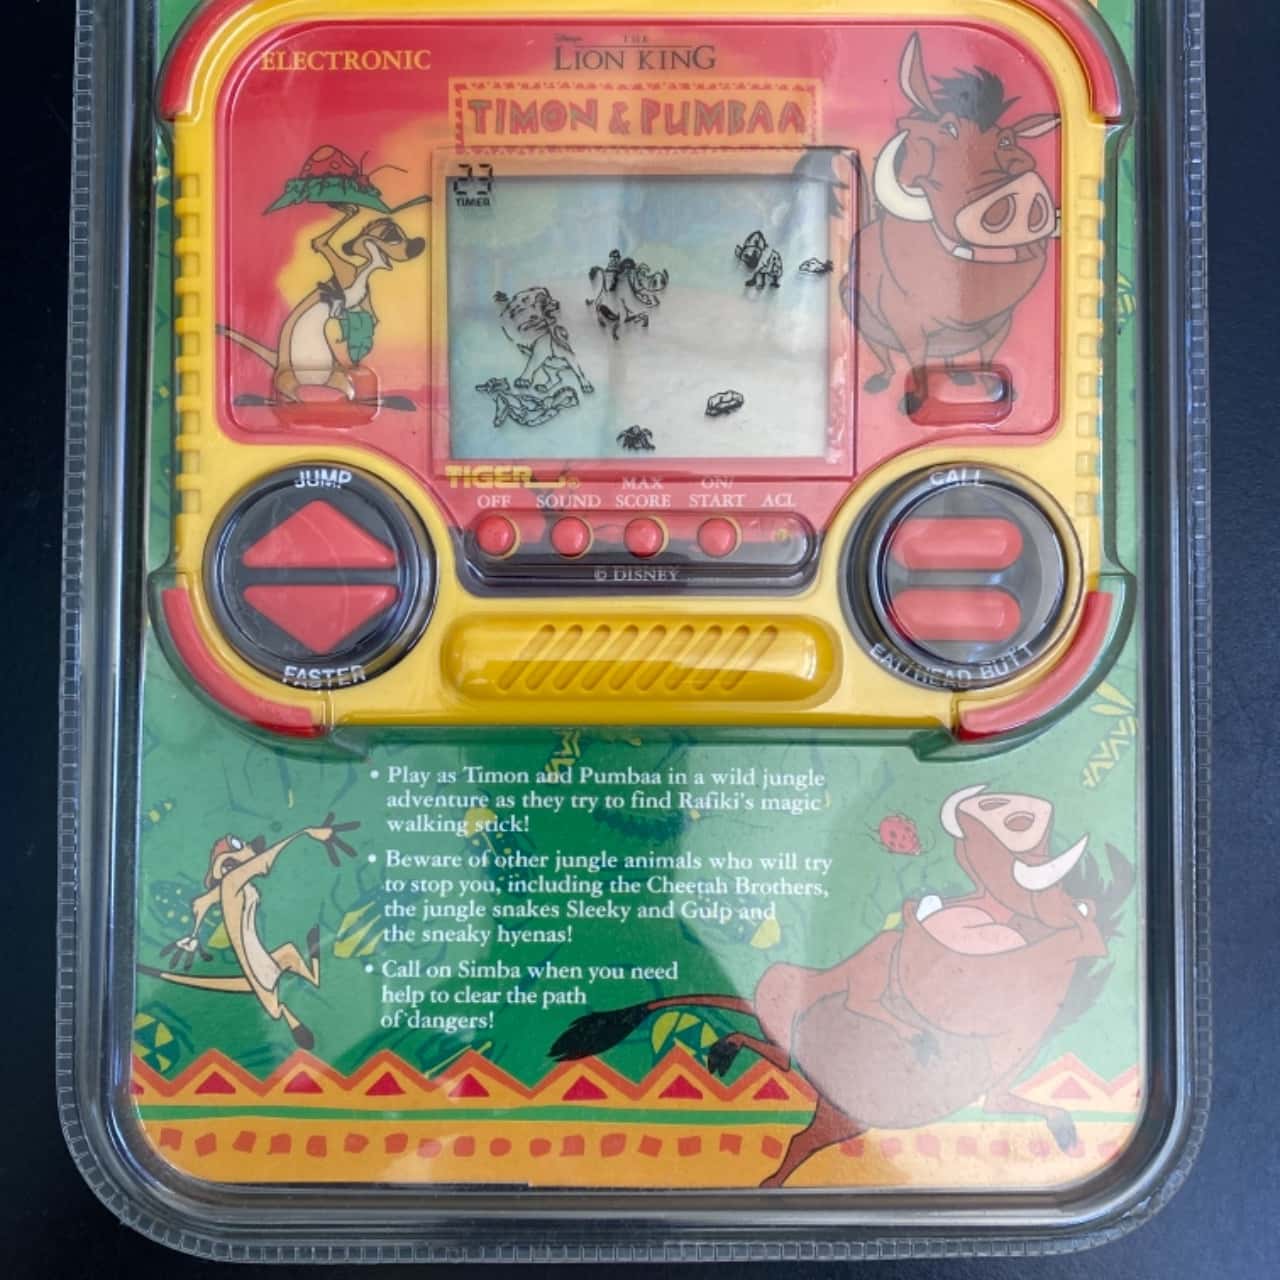 ELECTRONIC
Disney's
THE
LION KING
TIMON & PUMBAA
23
TIMER
TIGER®
OFF SOUND MAX SCORE ON/START ACL
© DISNEY
JUMP
FASTER
CALL
EAT/HEAD BUTT
• Play as Timon and Pumbaa in a wild jungle
adventure as they try to find Rafiki's magic
walking stick!
• Beware of other jungle animals who will try
to stop you, including the Cheetah Brothers,
the jungle snakes Sleeky and Gulp and
the sneaky hyenas!
• Call on Simba when you need
help to clear the path
of dangers!